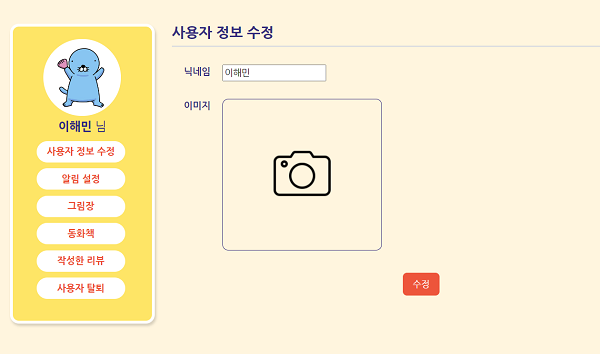 이해민 님
사용자 정보 수정
알림 설정
그림장
동화책
작성한 리뷰
사용자 탈퇴
사용자 정보 수정
닉네임 이해민
이미지
수정